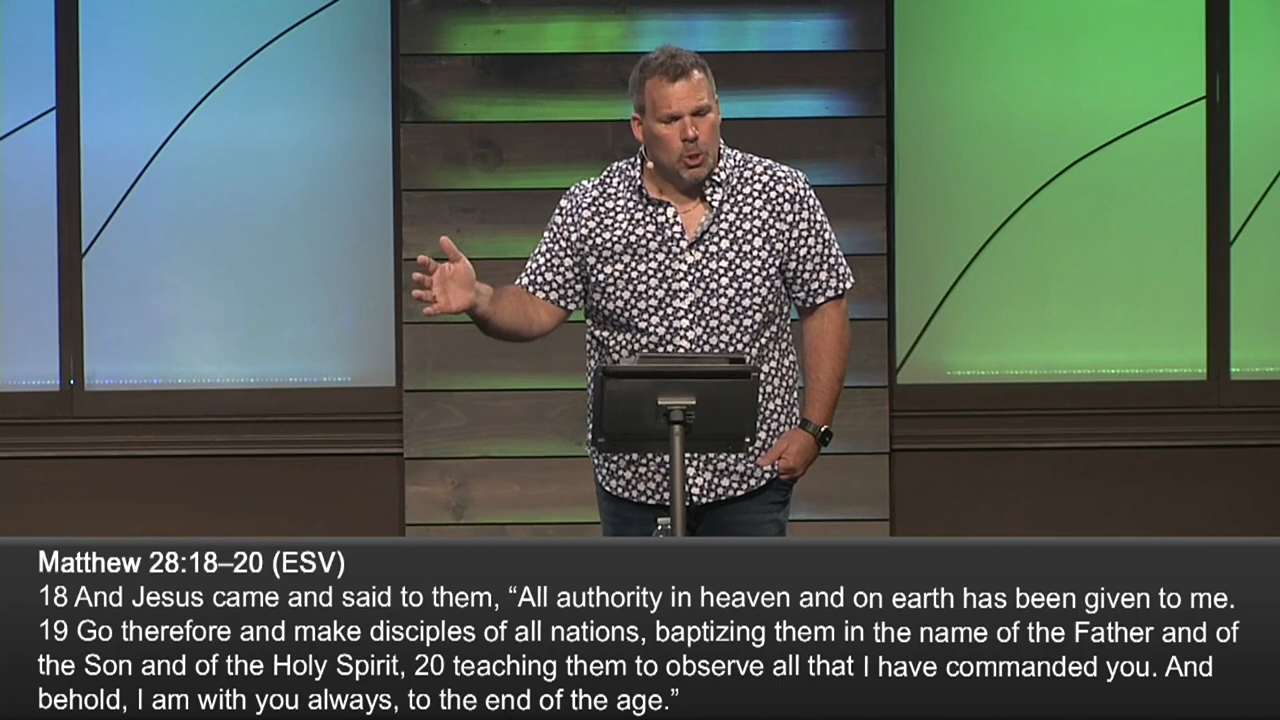 Matthew 28:18–20 (ESV)
18 And Jesus came and said to them, “All authority in heaven and on earth has been given to me.
19 Go therefore and make disciples of all nations, baptizing them in the name of the Father and of
the Son and of the Holy Spirit, 20 teaching them to observe all that I have commanded you. And
behold, I am with you always, to the end of the age.”